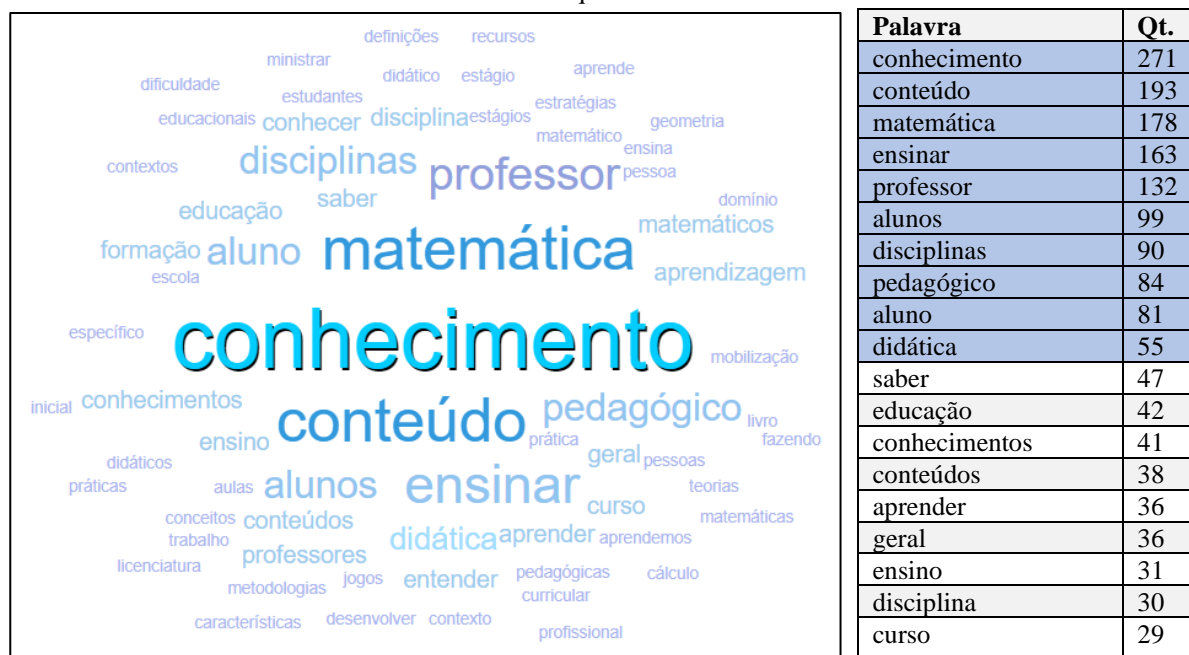 definições recursos
ministrar
didático estágio aprende
dificuldade
estudantes
estratégias
educacionais conhecer disciplina estágios
geometria
matemático
ensina
contextos disciplinas professor pessoa
saber
domínio
educação
matemáticos
formação aluno matemática
aprendizagem
escola
específico conhecimento
mobilização
inicial conhecimentos
conteúdo pedagógico livro
ensino prática fazendo
geral pessoas
didáticos
práticas aulas alunos ensinar teorias
curso
conceitos conteúdos matemáticas
trabalho didática aprender aprendemos
professores
licenciatura
metodologias jogos entender pedagógicas cálculo
curricular
características desenvolver contexto
profissional
Palavra Qt.
conhecimento 271
conteúdo 193
matemática 178
ensinar 163
professor 132
alunos 99
disciplinas 90
pedagógico 84
aluno 81
didática 55
saber 47
educação 42
conhecimentos 41
conteúdos 38
aprender 36
geral 36
ensino 31
disciplina 30
curso 29